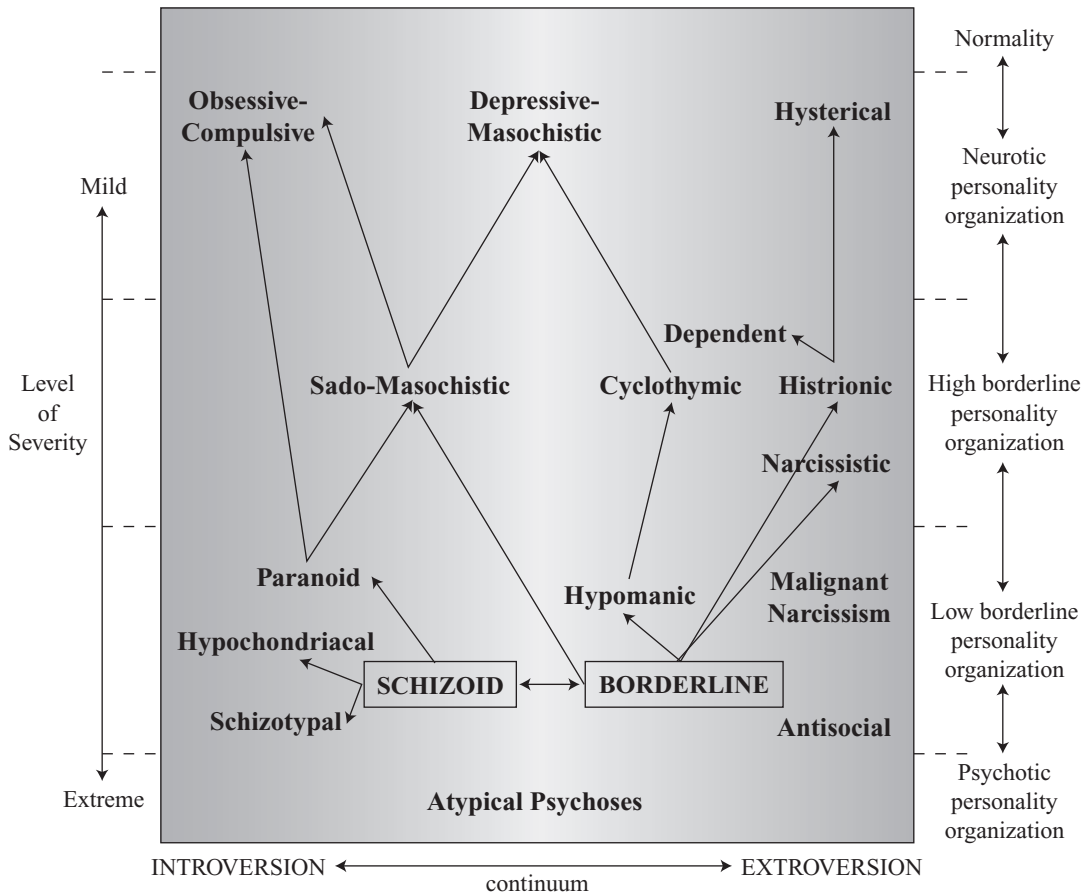 Normality
Obsessive-
Compulsive
Depressive-
Masochistic
Hysterical
Neurotic
personality
organization
Mild
Dependent
Level
of
Severity
Sado-Masochistic
Cyclothymic
Histrionic
High borderline
personality
organization
Narcissistic
Paranoid
Hypomanic
Malignant
Narcissism
Low borderline
personality
organization
Hypochondriacal
SCHIZOID
BORDERLINE
Schizotypal
Antisocial
Extreme
Atypical Psychoses
Psychotic
personality
organization
INTROVERSION
continuum
EXTROVERSION